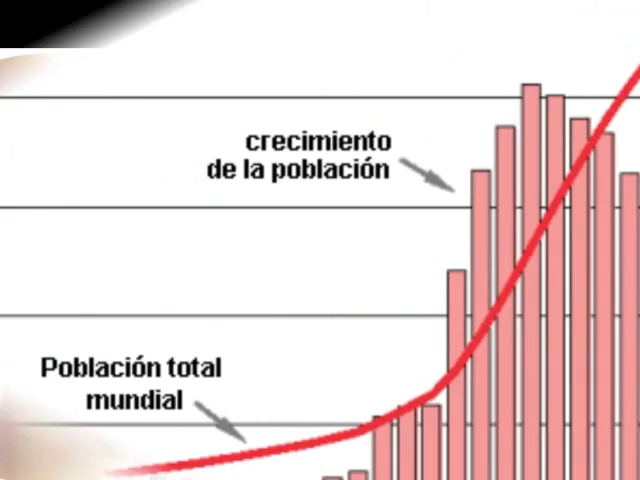 crecimiento
de la población
Población total
mundial